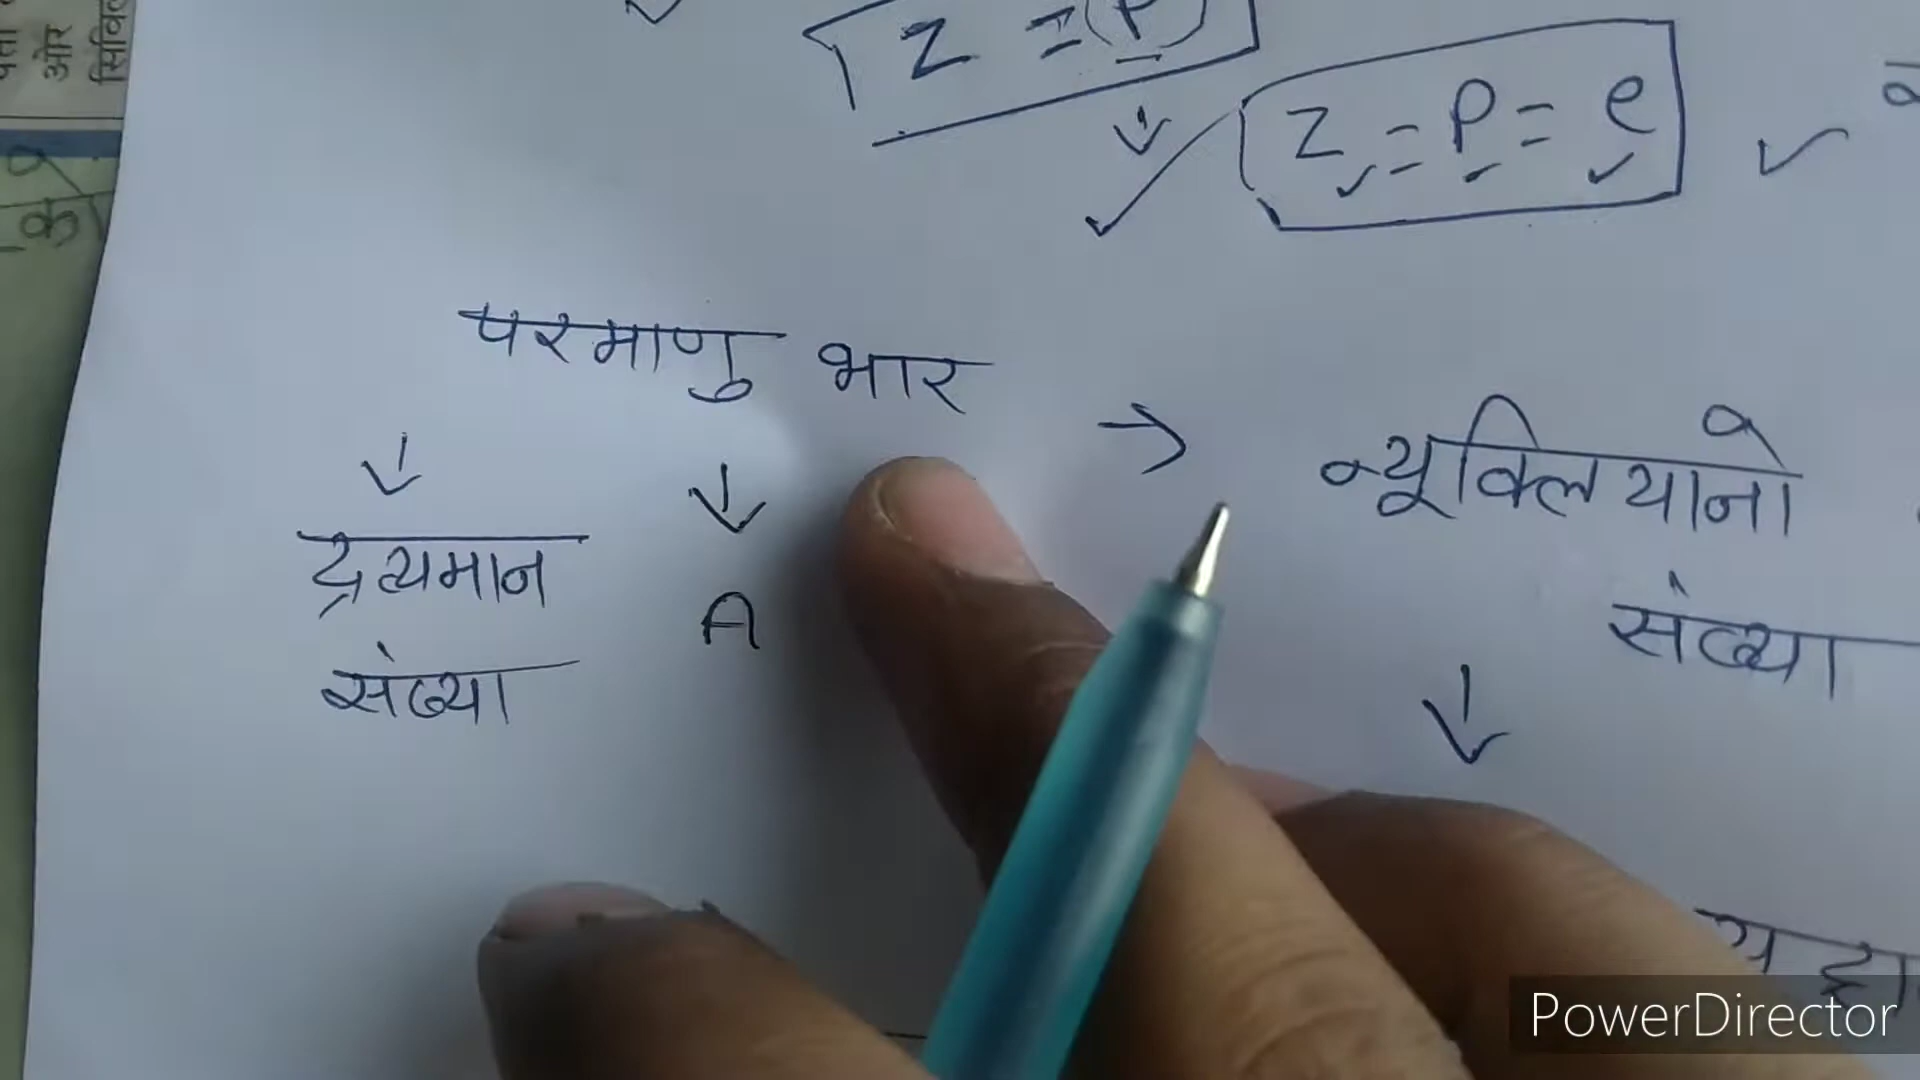 Z = (P)
Z = P = e
परमाणु भार
→ न्यूक्लियानो
संख्या
द्रव्यमान
संख्या
A
PowerDirector